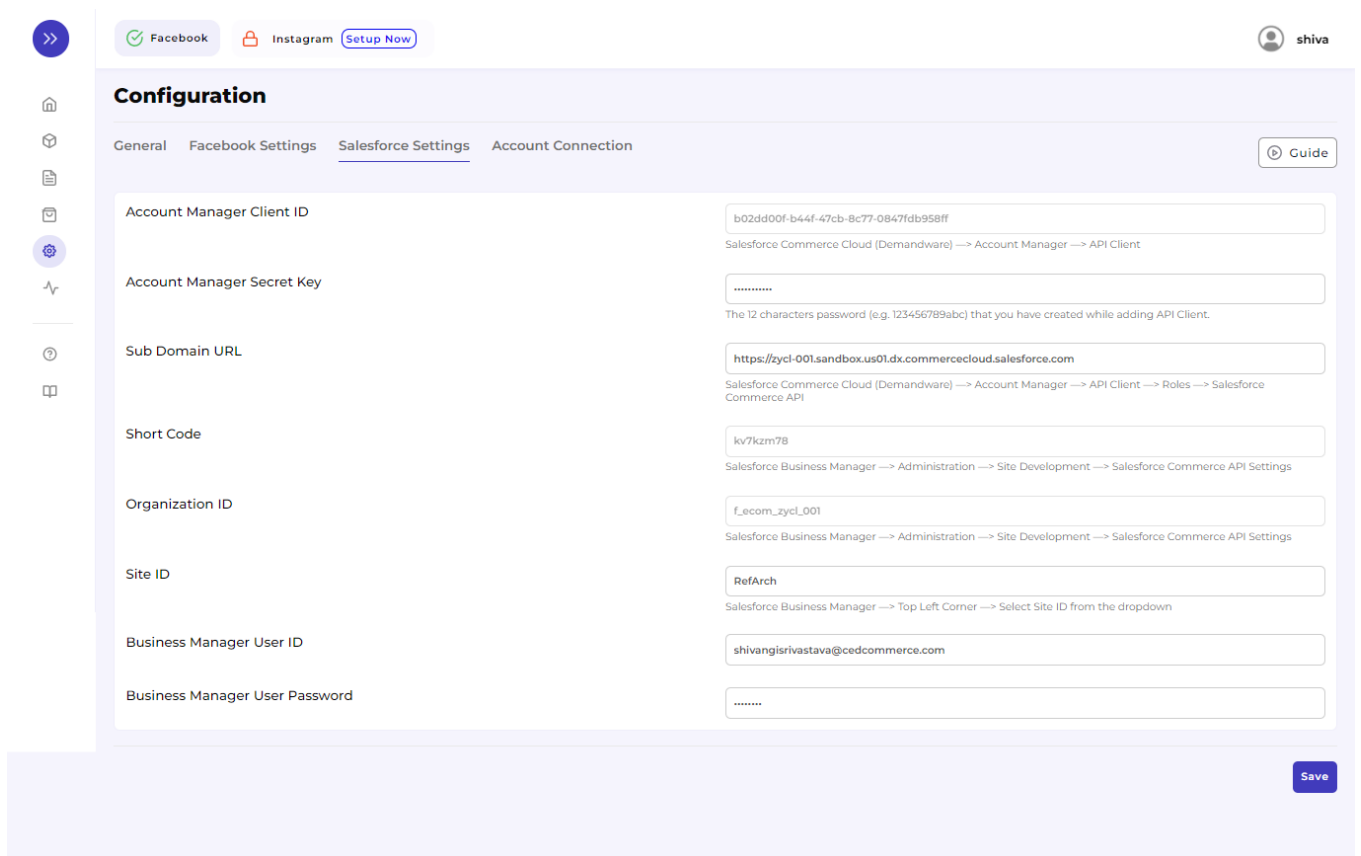 Facebook
Instagram Setup Now
shiva
Configuration
General Facebook Settings Salesforce Settings Account Connection
Guide
Account Manager Client ID
b02dd00f-b44f-47cb-8c77-0847fdb958ff
Salesforce Commerce Cloud (Demandware) —> Account Manager —> API Client
Account Manager Secret Key
•••••••••••
The 12 characters password (e.g. 123456789abc) that you have created while adding API Client.
Sub Domain URL
https://zycl-001.sandbox.us01.dx.commercecloud.salesforce.com
Salesforce Commerce Cloud (Demandware) —> Account Manager —> API Client —> Roles —> Salesforce
Commerce API
Short Code
kv7kzm78
Salesforce Business Manager —> Administration —> Site Development —> Salesforce Commerce API Settings
Organization ID
f_ecom_zycl_001
Salesforce Business Manager —> Administration —> Site Development —> Salesforce Commerce API Settings
Site ID
RefArch
Salesforce Business Manager —> Top Left Corner —> Select Site ID from the dropdown
Business Manager User ID
shivangisrivastava@cedcommerce.com
Business Manager User Password
••••••••
Save